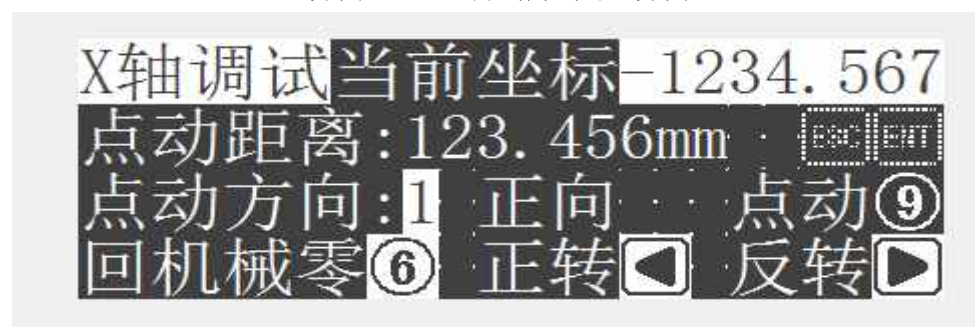 X轴调试当前坐标-1234.567
点动距离:123.456mm ESC ENT
点动方向:1 正向 点动⑨
回机械零⑥ 正转◀ 反转▶